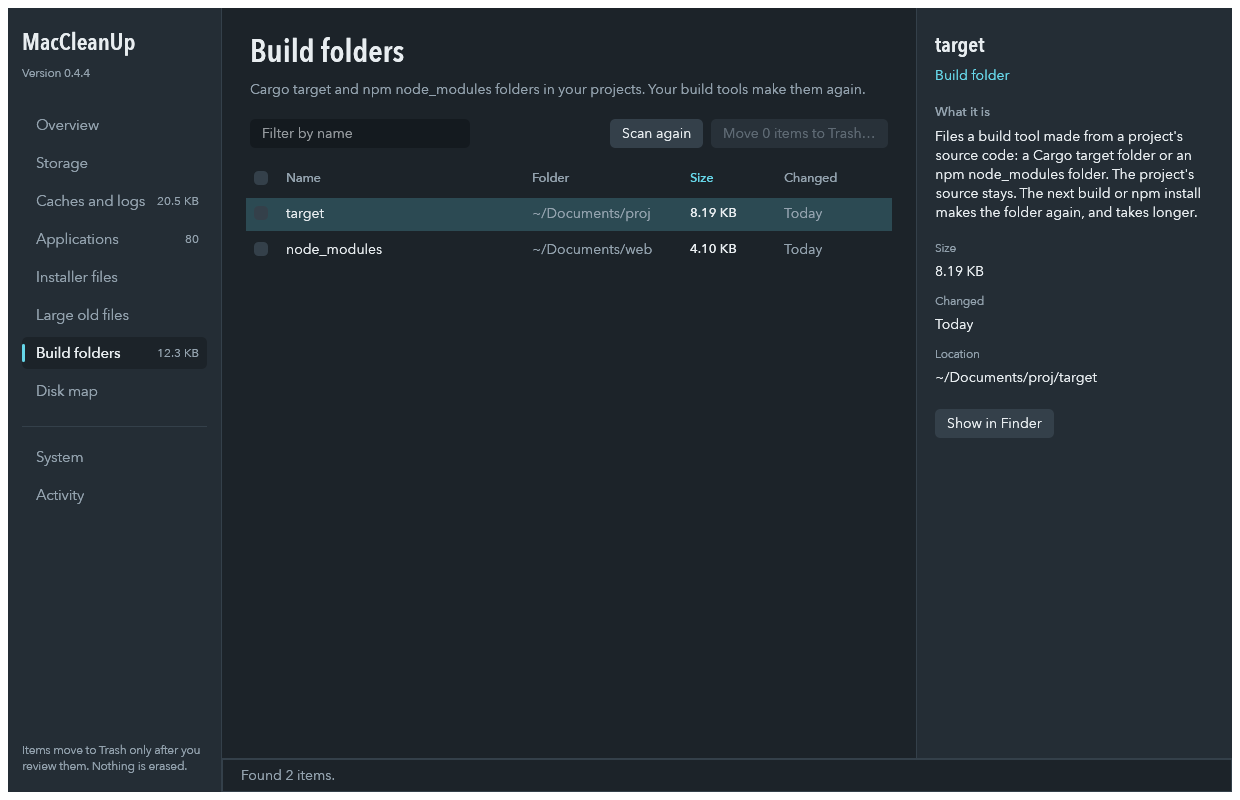 MacCleanUp
Version 0.4.4
Overview
Storage
Caches and logs 20.5 KB
Applications 80
Installer files
Large old files
Build folders 12.3 KB
Disk map
System
Activity
Items move to Trash only after you
review them. Nothing is erased.
Build folders
Cargo target and npm node_modules folders in your projects. Your build tools make them again.
Filter by name Scan again Move 0 items to Trash…
Name Folder Size Changed
target ~/Documents/proj 8.19 KB Today
node_modules ~/Documents/web 4.10 KB Today
Found 2 items.
target
Build folder
What it is
Files a build tool made from a project's
source code: a Cargo target folder or an
npm node_modules folder. The project's
source stays. The next build or npm install
makes the folder again, and takes longer.
Size
8.19 KB
Changed
Today
Location
~/Documents/proj/target
Show in Finder